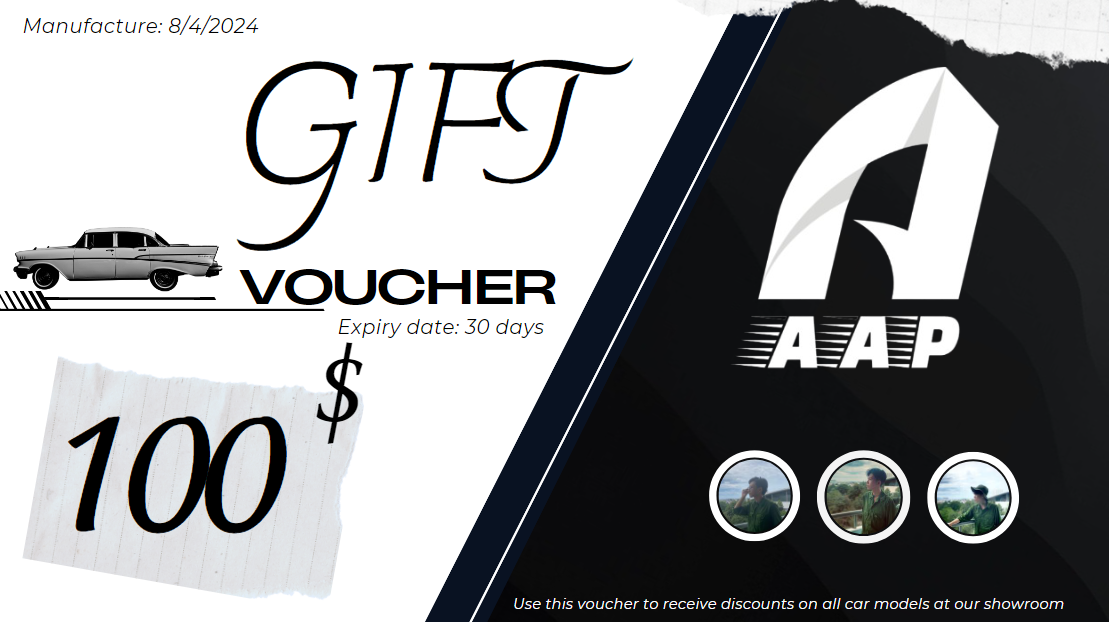 Manufacture: 8/4/2024
GIFT
VOUCHER
Expiry date: 30 days
100 $
AAP
Use this voucher to receive discounts on all car models at our showroom